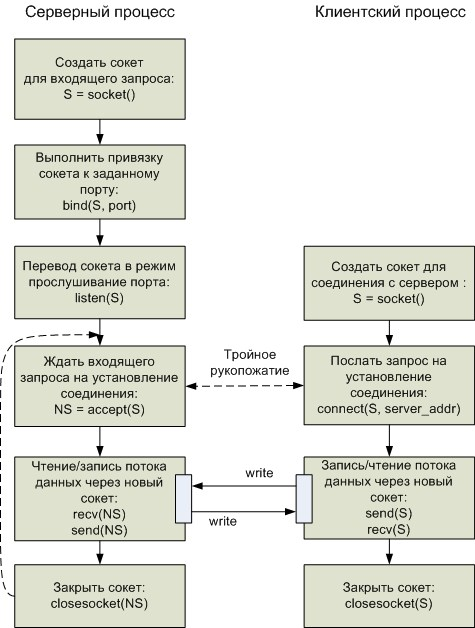 Серверный процесс
Клиентский процесс
Создать сокет
для входящего запроса:
S = socket()
Выполнить привязку
сокета к заданному
порту:
bind(S, port)
Перевод сокета в режим
прослушивание порта:
listen(S)
Создать сокет для
соединения с сервером :
S = socket()
Ждать входящего
запроса на установление
соединения:
NS = accept(S)
Тройное
рукопожатие
Послать запрос на
установление
соединения:
connect(S, server_addr)
Чтение/запись потока
данных через новый
сокет:
recv(NS)
send(NS)
write
write
Запись/чтение потока
данных через новый
сокет:
send(S)
recv(S)
Закрыть сокет:
closesocket(NS)
Закрыть сокет:
closesocket(S)